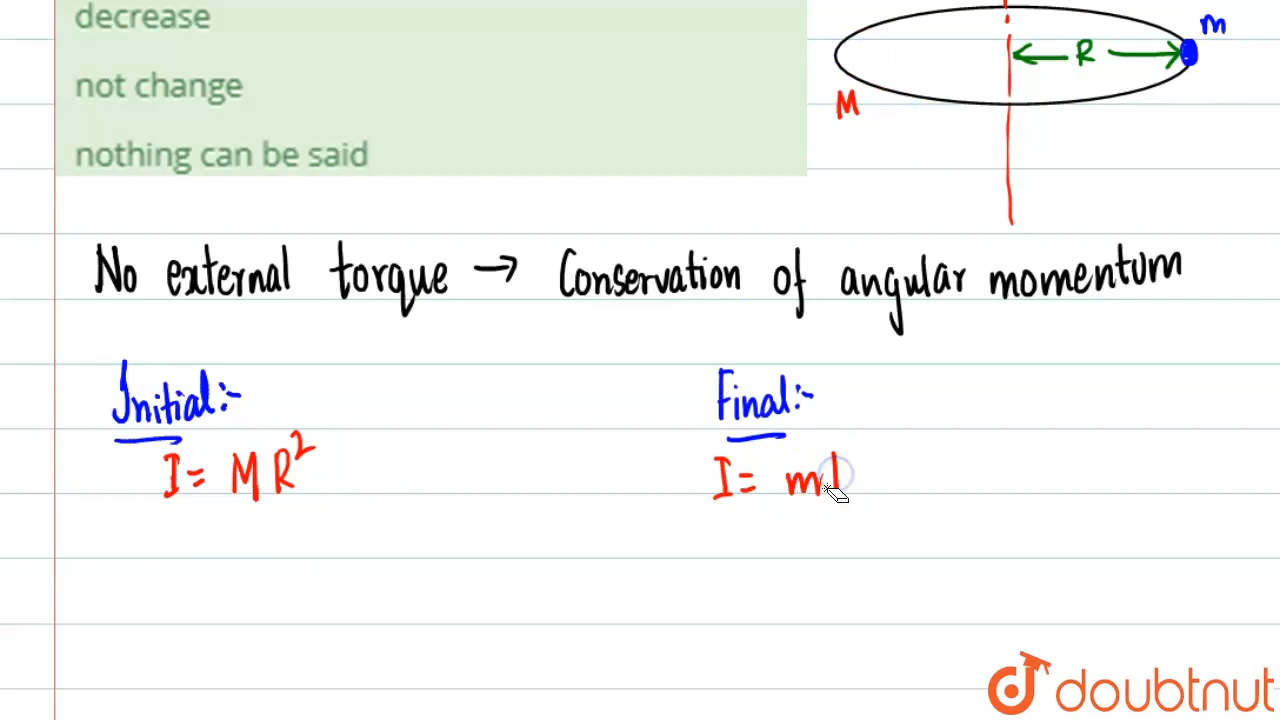 decrease
m
R
not change
M
nothing can be said
No external torque → Conservation of angular momentum
Initial:-
Final:-
I = MR²
I = m
doubtnut